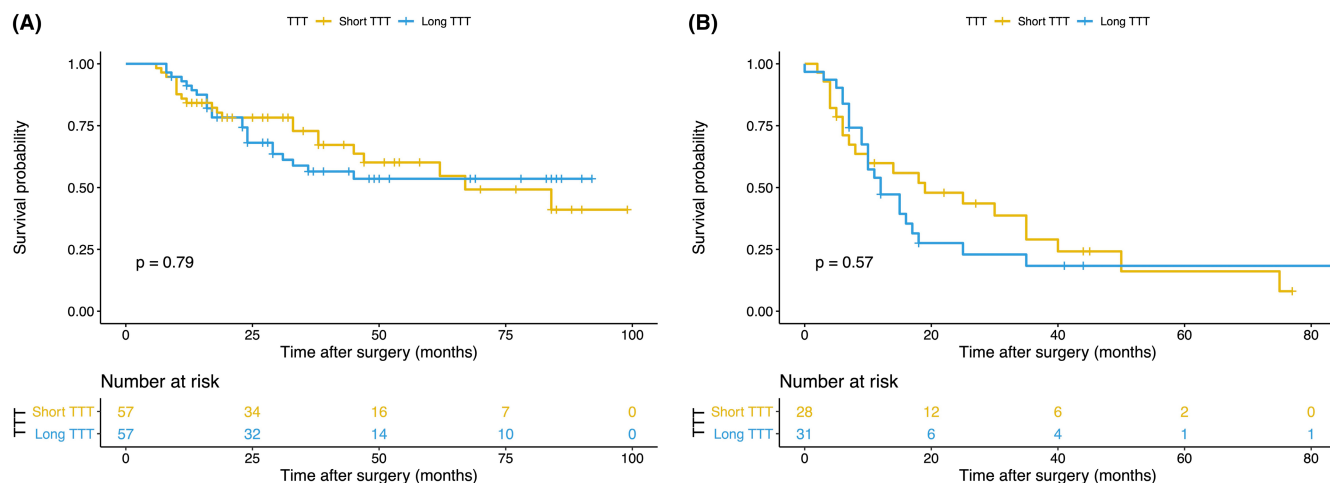 (A)
TTT Short TTT Long TTT
Survival probability
1.00
0.75
0.50
0.25
0.00
p = 0.79
0 25 50 75 100
Time after surgery (months)
Number at risk
TTT
Short TTT 57 34 16 7 0
Long TTT 57 32 14 10 0
0 25 50 75 100
Time after surgery (months)
(B)
TTT Short TTT Long TTT
Survival probability
1.00
0.75
0.50
0.25
0.00
p = 0.57
0 20 40 60 80
Time after surgery (months)
Number at risk
TTT
Short TTT 28 12 6 2 0
Long TTT 31 6 4 1 1
0 20 40 60 80
Time after surgery (months)